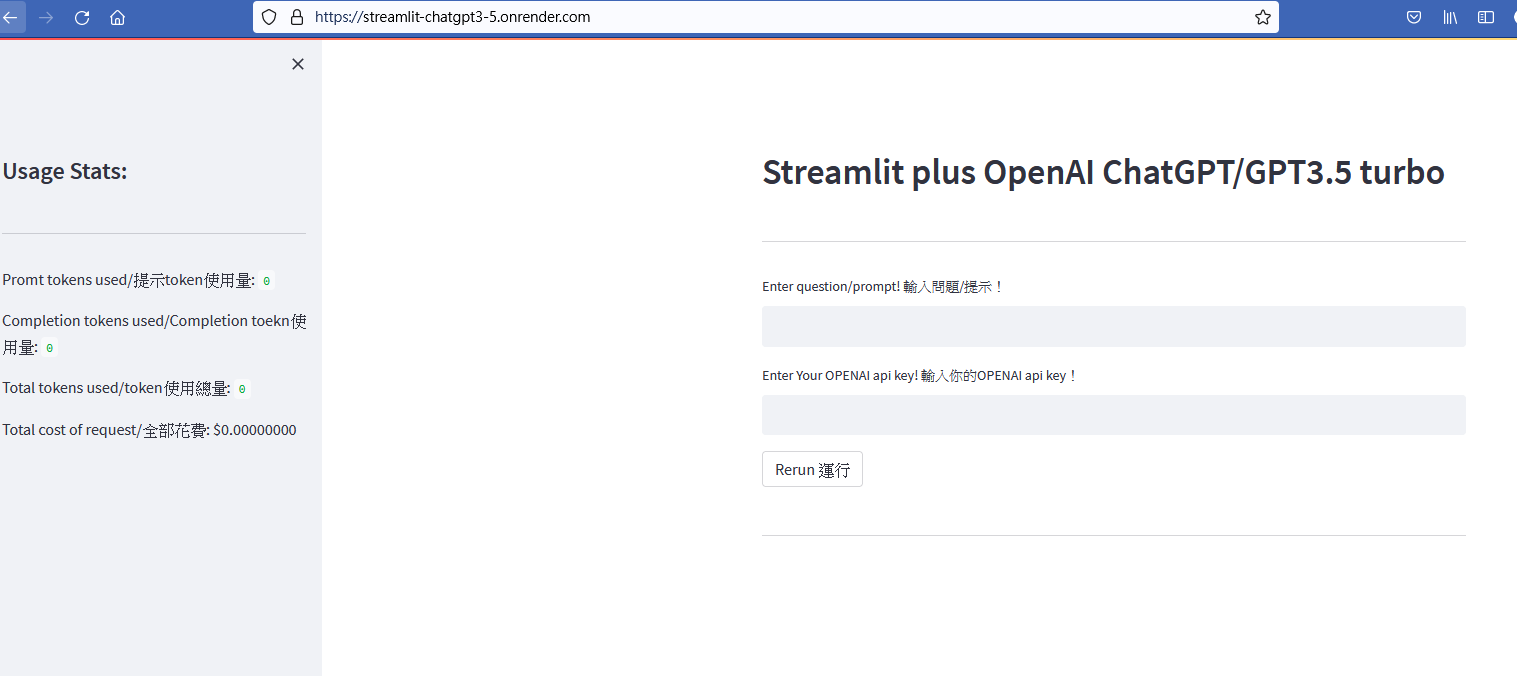 https://streamlit-chatgpt3-5.onrender.com
Usage Stats:
Promt tokens used/提示token使用量: 0
Completion tokens used/Completion toekn使
用量: 0
Total tokens used/token使用總量: 0
Total cost of request/全部花費: $0.00000000
Streamlit plus OpenAI ChatGPT/GPT3.5 turbo
Enter question/prompt! 輸入問題/提示！
Enter Your OPENAI api key! 輸入你的OPENAI api key！
Rerun 運行